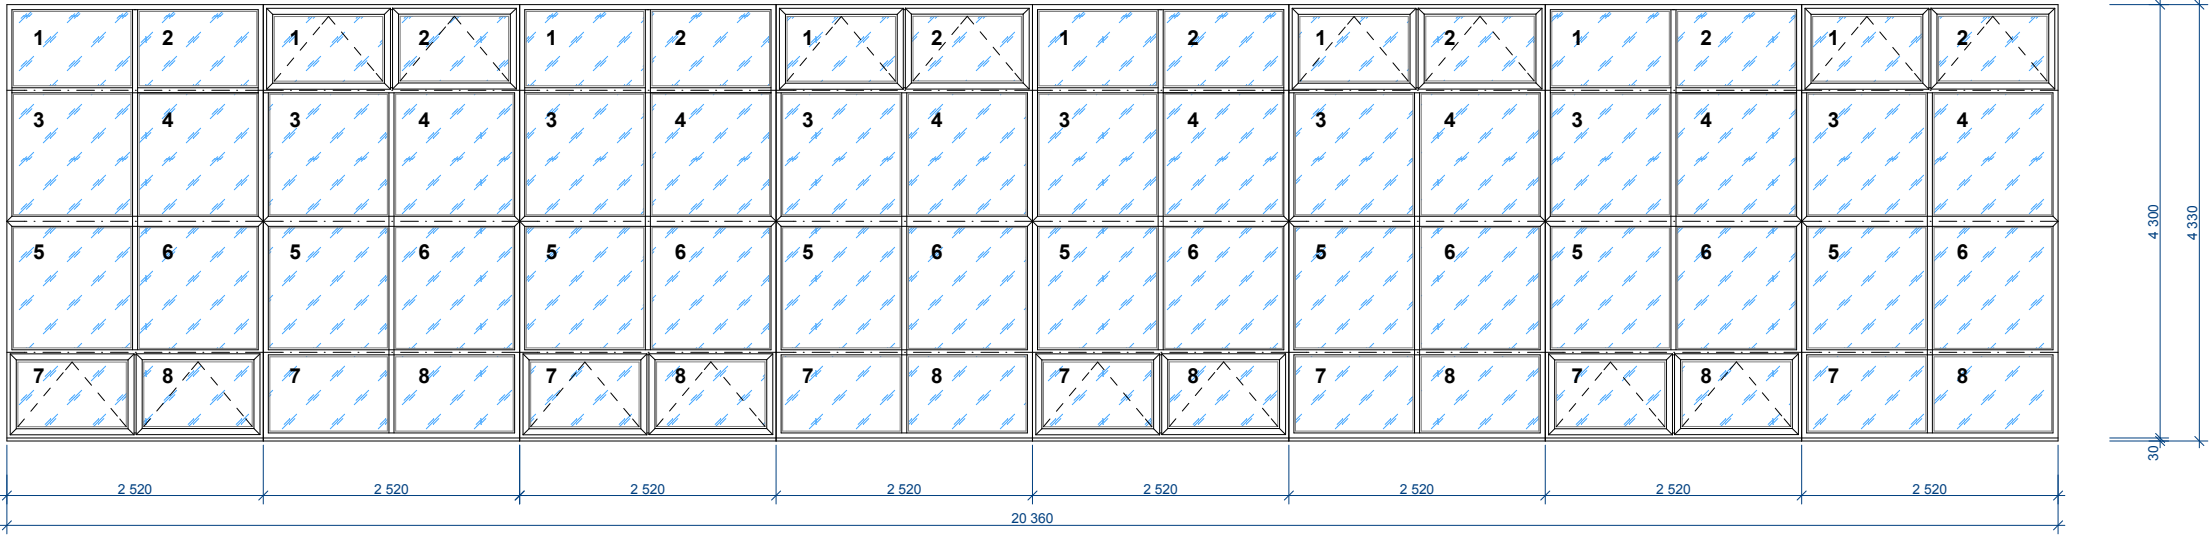 1 2 1 2 1 2 1 2 1 2 1 2 1 2 1 2
3 4 3 4 3 4 3 4 3 4 3 4 3 4 3 4
5 6 5 6 5 6 5 6 5 6 5 6 5 6 5 6
7 8 7 8 7 8 7 8 7 8 7 8 7 8 7 8
2 520 2 520 2 520 2 520 2 520 2 520 2 520 2 520
20 360
4 300
4 330
30